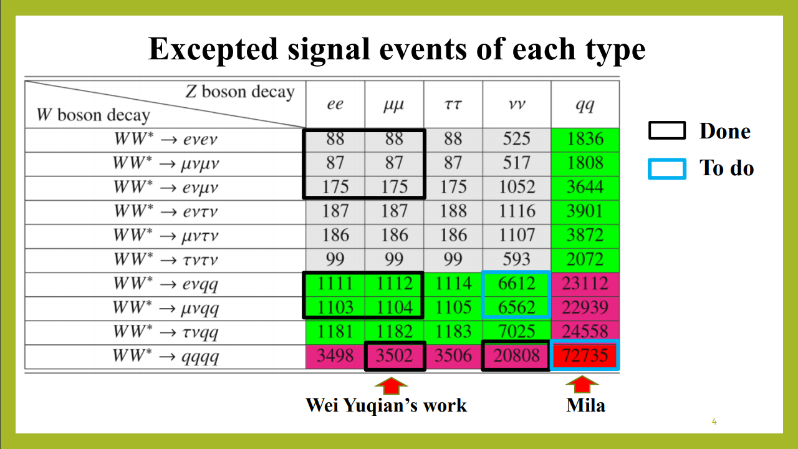 Excepted signal events of each type
Z boson decay
W boson decay
ee μμ ττ νν qq
WW* → eνeν 88 88 88 525 1836
WW* → μνμν 87 87 87 517 1808
WW* → eνμν 175 175 175 1052 3644
WW* → eντν 187 187 188 1116 3901
WW* → μντν 186 186 186 1107 3872
WW* → τντν 99 99 99 593 2072
WW* → eνqq 1111 1112 1114 6612 23112
WW* → μνqq 1103 1104 1105 6562 22939
WW* → τνqq 1181 1182 1183 7025 24558
WW* → qqqq 3498 3502 3506 20808 72735
Done
To do
Wei Yuqian’s work
Mila
4